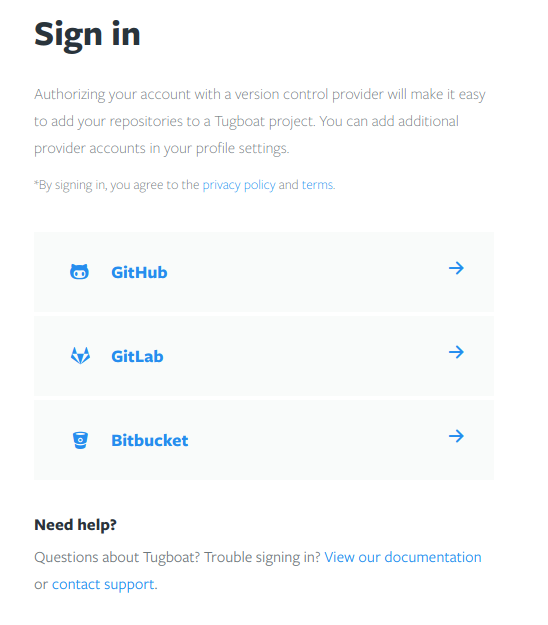 Sign in
Authorizing your account with a version control provider will make it easy
to add your repositories to a Tugboat project. You can add additional
provider accounts in your profile settings.
*By signing in, you agree to the privacy policy and terms.
GitHub
GitLab
Bitbucket
Need help?
Questions about Tugboat? Trouble signing in? View our documentation
or contact support.